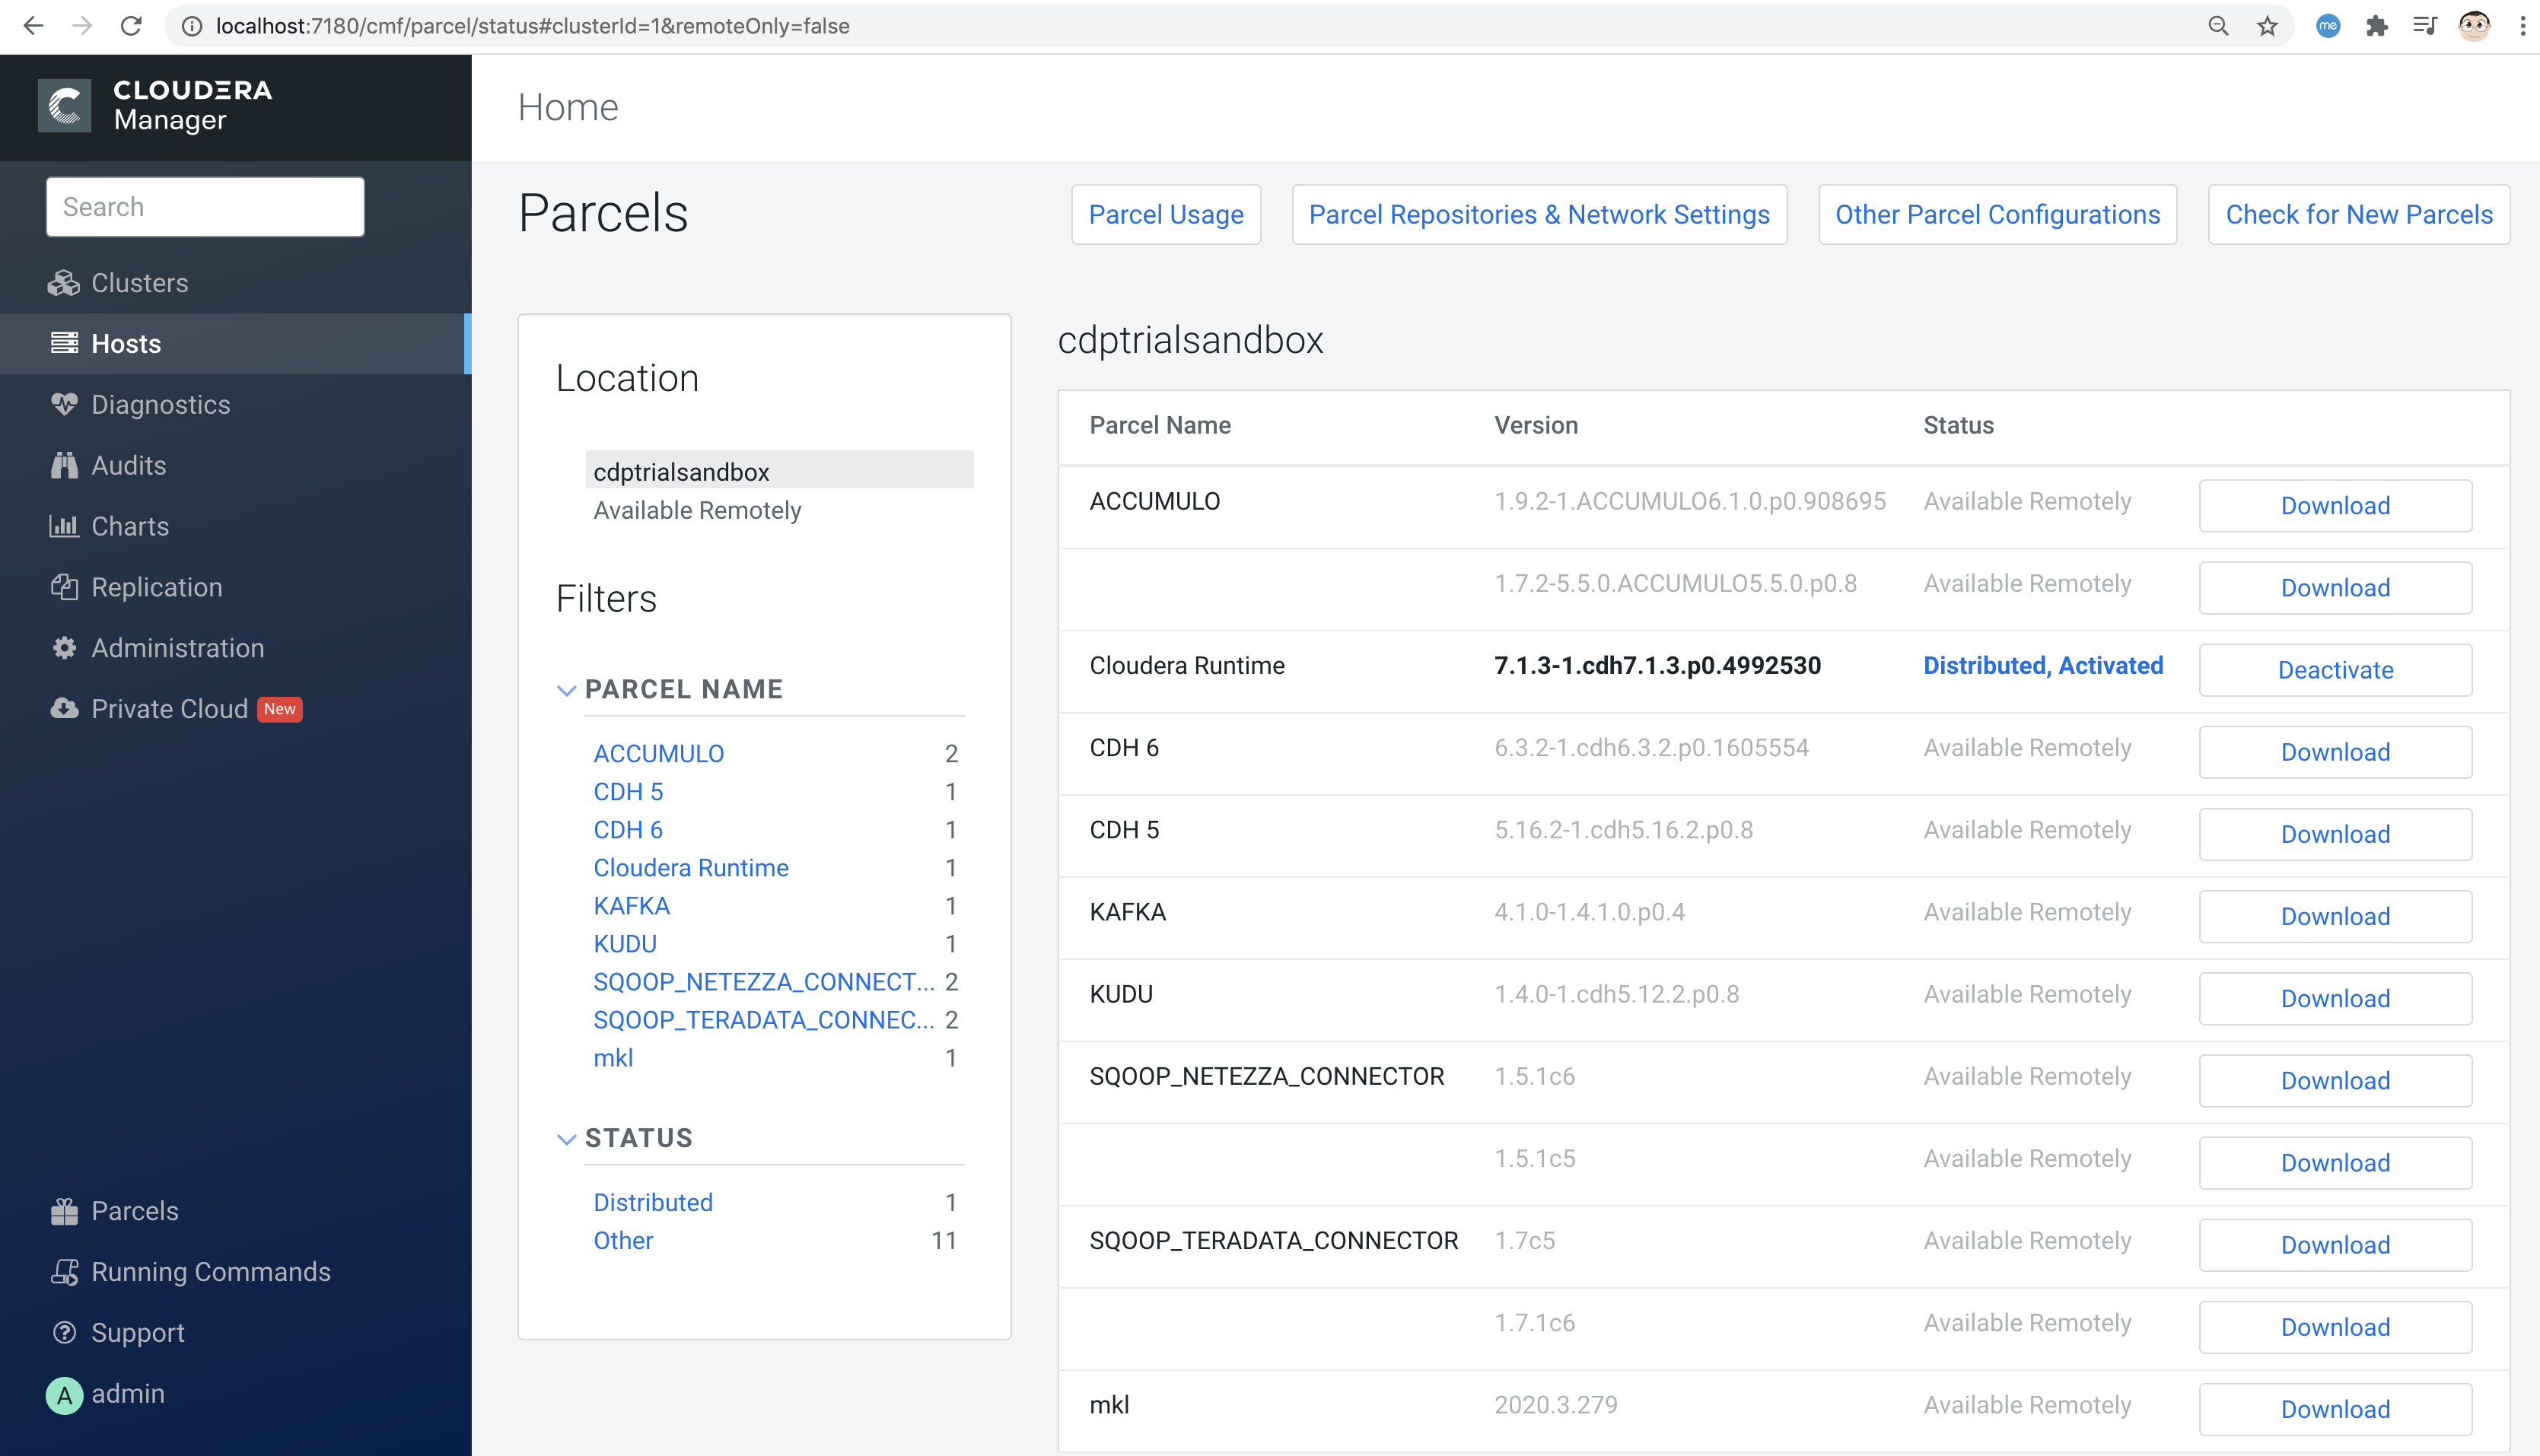 localhost:7180/cmf/parcel/status#clusterId=1&remoteOnly=false
me
CLOUDERA
Manager
Search
Clusters
Hosts
Diagnostics
Audits
Charts
Replication
Administration
Private Cloud New
Parcels
Running Commands
Support
A admin
Home
Parcels
Parcel Usage
Parcel Repositories & Network Settings
Other Parcel Configurations
Check for New Parcels
Location
cdptrialsandbox
Available Remotely
Filters
PARCEL NAME
ACCUMULO 2
CDH 5 1
CDH 6 1
Cloudera Runtime 1
KAFKA 1
KUDU 1
SQOOP_NETEZZA_CONNECT... 2
SQOOP_TERADATA_CONNEC... 2
mkl 1
STATUS
Distributed 1
Other 11
cdptrialsandbox
Parcel Name Version Status
ACCUMULO 1.9.2-1.ACCUMULO6.1.0.p0.908695 Available Remotely Download
1.7.2-5.5.0.ACCUMULO5.5.0.p0.8 Available Remotely Download
Cloudera Runtime 7.1.3-1.cdh7.1.3.p0.4992530 Distributed, Activated Deactivate
CDH 6 6.3.2-1.cdh6.3.2.p0.1605554 Available Remotely Download
CDH 5 5.16.2-1.cdh5.16.2.p0.8 Available Remotely Download
KAFKA 4.1.0-1.4.1.0.p0.4 Available Remotely Download
KUDU 1.4.0-1.cdh5.12.2.p0.8 Available Remotely Download
SQOOP_NETEZZA_CONNECTOR 1.5.1c6 Available Remotely Download
1.5.1c5 Available Remotely Download
SQOOP_TERADATA_CONNECTOR 1.7c5 Available Remotely Download
1.7.1c6 Available Remotely Download
mkl 2020.3.279 Available Remotely Download